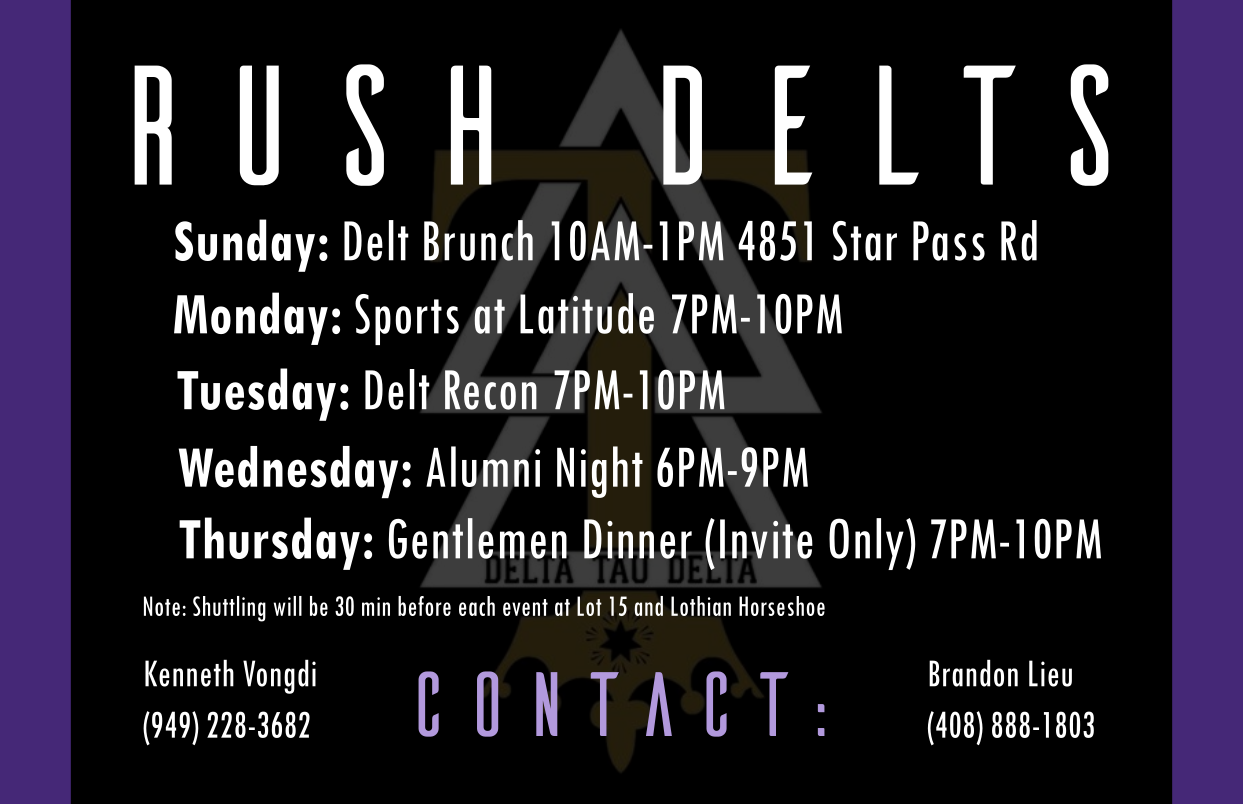 RUSH DELTS
Sunday: Delt Brunch 10AM-1PM 4851 Star Pass Rd
Monday: Sports at Latitude 7PM-10PM
Tuesday: Delt Recon 7PM-10PM
Wednesday: Alumni Night 6PM-9PM
Thursday: Gentlemen Dinner (Invite Only) 7PM-10PM
DELTA TAU DELTA
Note: Shuttling will be 30 min before each event at Lot 15 and Lothian Horseshoe
Kenneth Vongdi
(949) 228-3682
CONTACT:
Brandon Lieu
(408) 888-1803